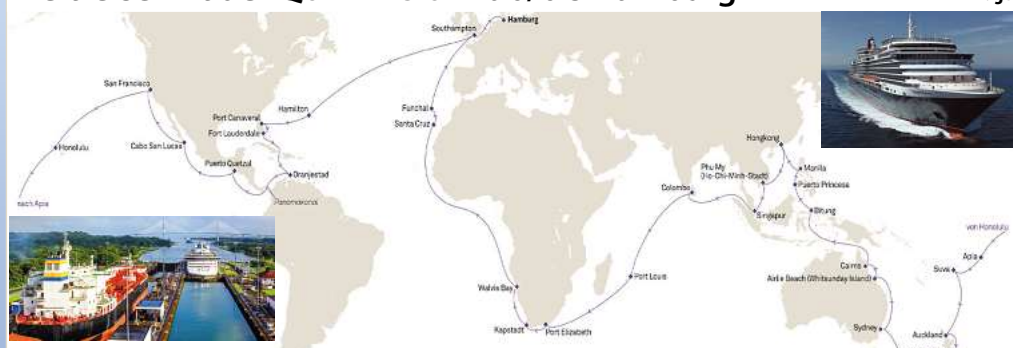 Hamburg
Southampton
San Francisco
Hamilton
Port Canaveral
Fort Lauderdale
Funchal
Santa Cruz
Honolulu
Cabo San Lucas
Puerto Quetzal
Oranjestad
Panamakanal
nach Apia
Hongkong
Manila
Phu My
(Ho-Chi-Minh-Stadt)
Puerto Princesa
Colombo
Singapur
Bitung
von Honolulu
Apia
Suva
Cairns
Airlie Beach (Whitsunday Island)
Port Louis
Walvis Bay
Kapstadt
Port Elizabeth
Sydney
Auckland